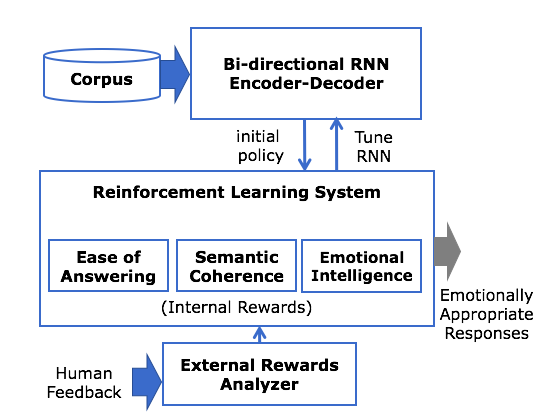 Corpus
Bi-directional RNN
Encoder-Decoder
initial
policy
Tune
RNN
Reinforcement Learning System
Ease of
Answering
Semantic
Coherence
Emotional
Intelligence
(Internal Rewards)
Emotionally
Appropriate
Responses
Human
Feedback
External Rewards
Analyzer